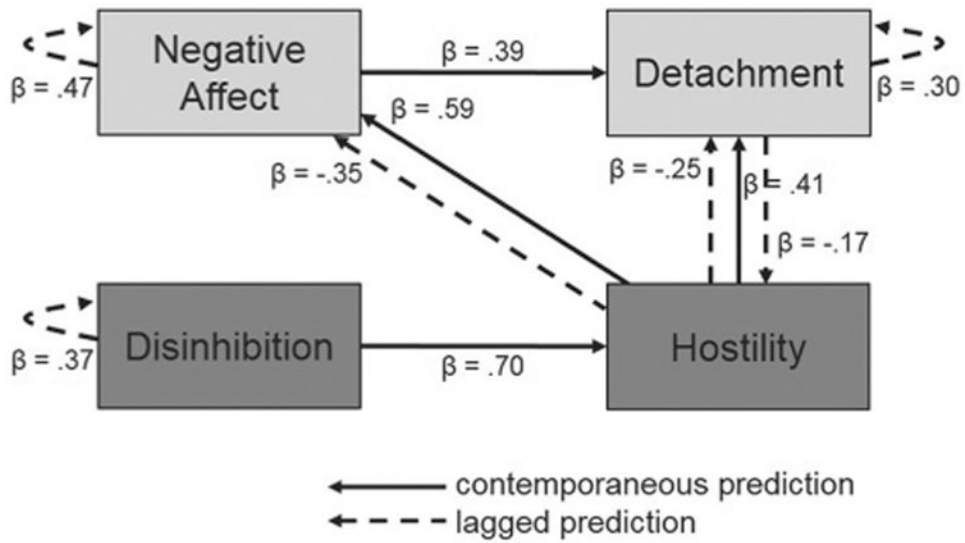 Negative
Affect
β = .39
Detachment
β = .47
β = .30
β = .59
β = -.35
β = -.25
β = .41
β = -.17
Disinhibition
β = .37
β = .70
Hostility
contemporaneous prediction
lagged prediction